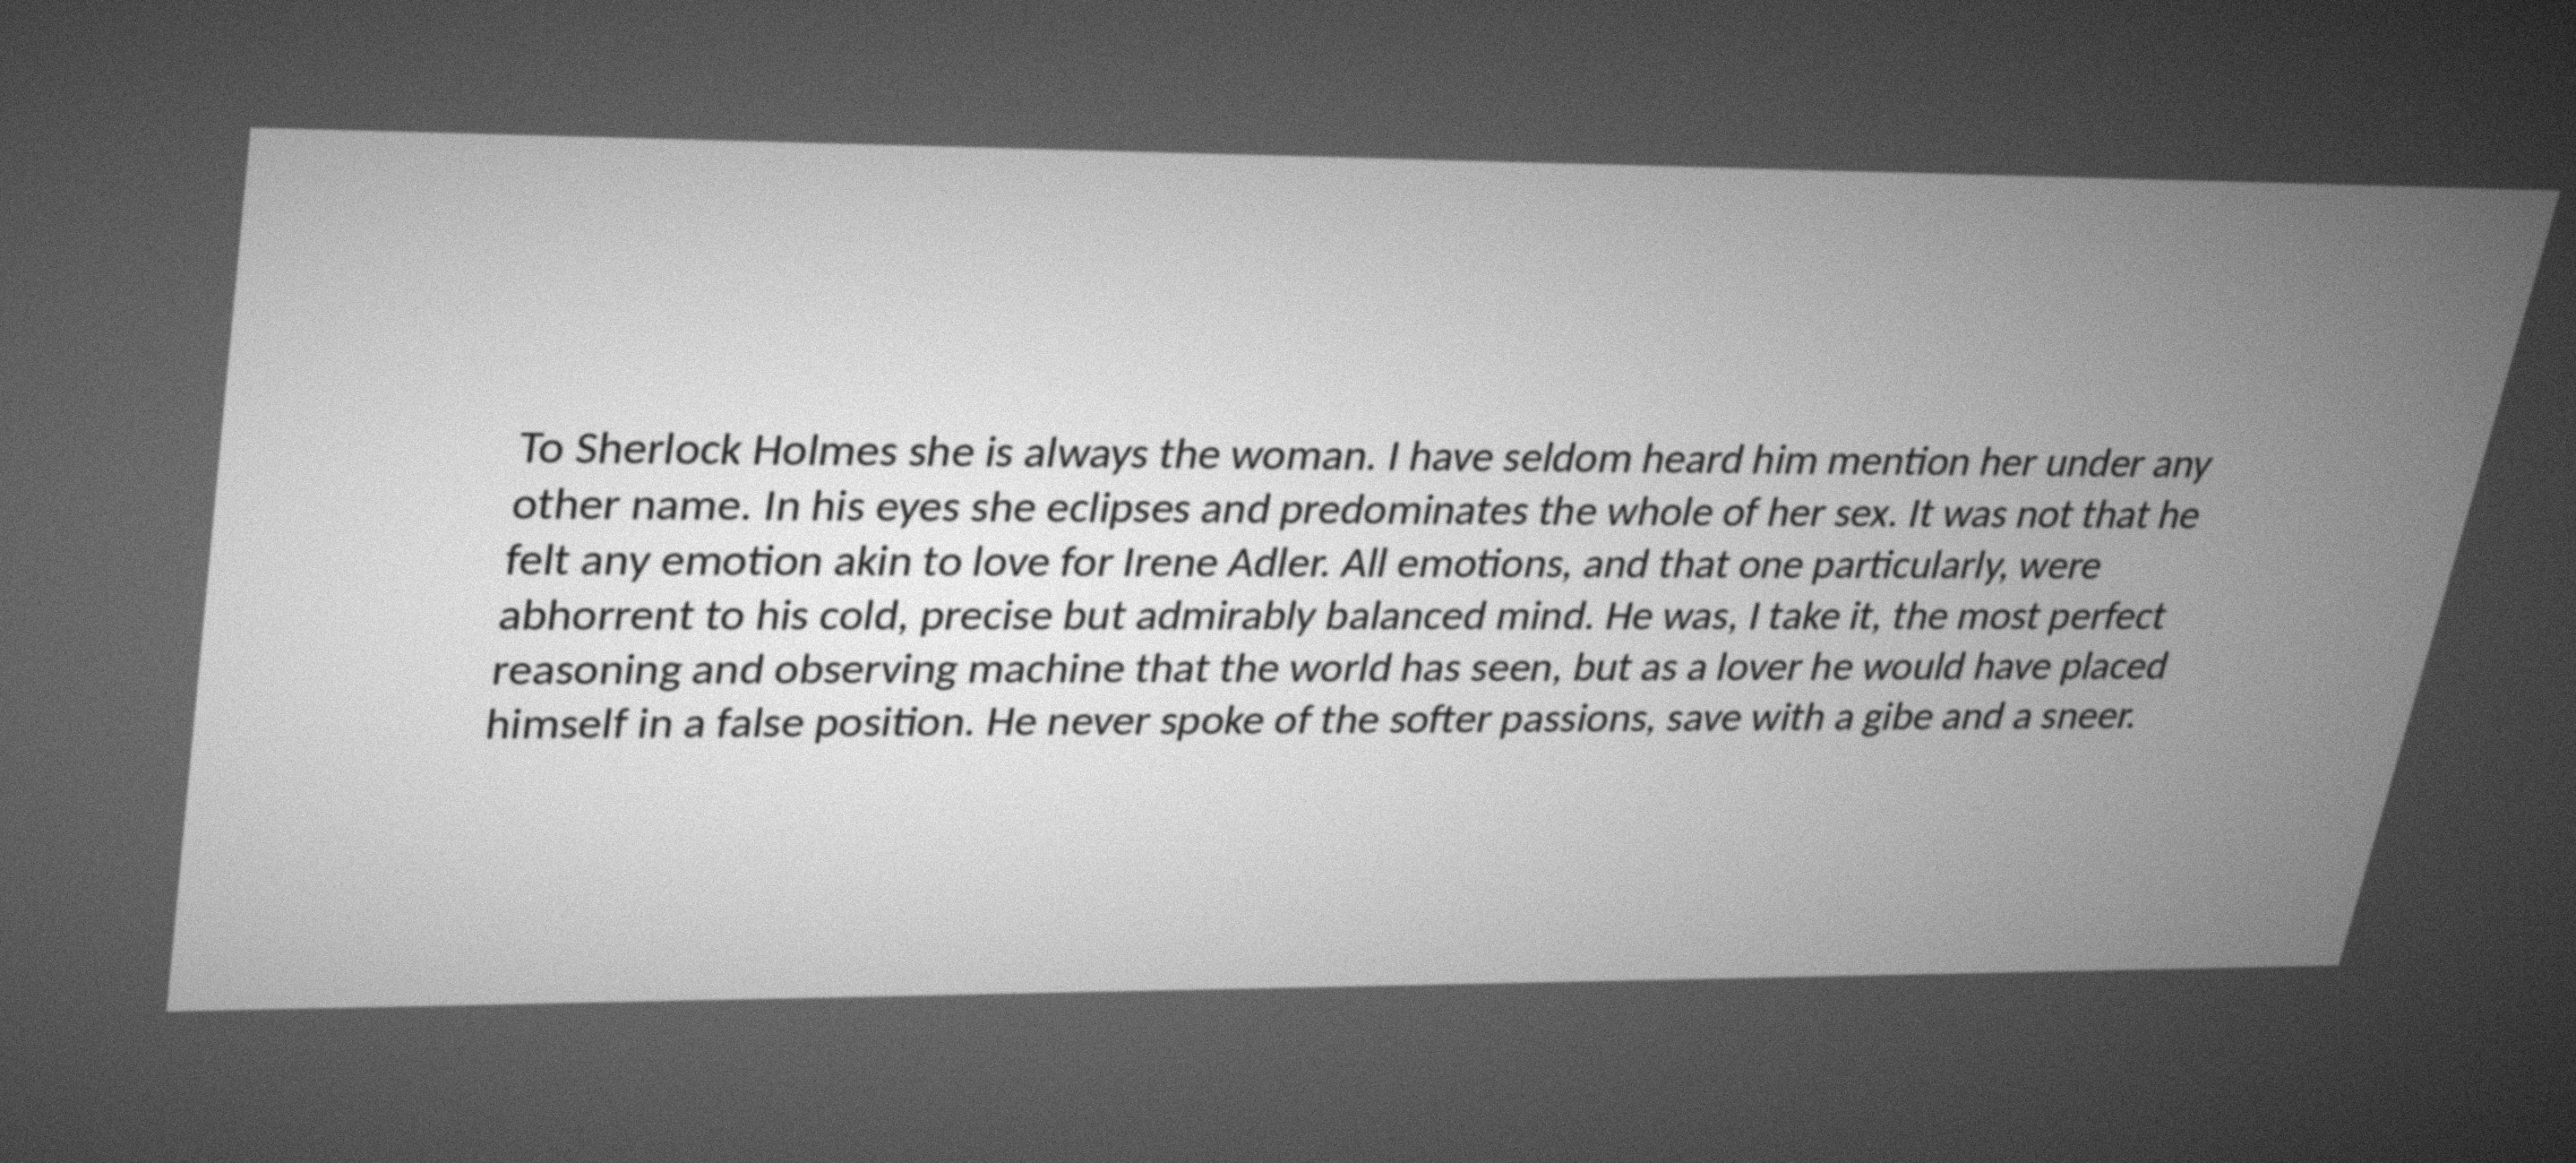 To Sherlock Holmes she is always the woman. I have seldom heard him mention her under any
other name. In his eyes she eclipses and predominates the whole of her sex. It was not that he
felt any emotion akin to love for Irene Adler. All emotions, and that one particularly, were
abhorrent to his cold, precise but admirably balanced mind. He was, I take it, the most perfect
reasoning and observing machine that the world has seen, but as a lover he would have placed
himself in a false position. He never spoke of the softer passions, save with a gibe and a sneer.